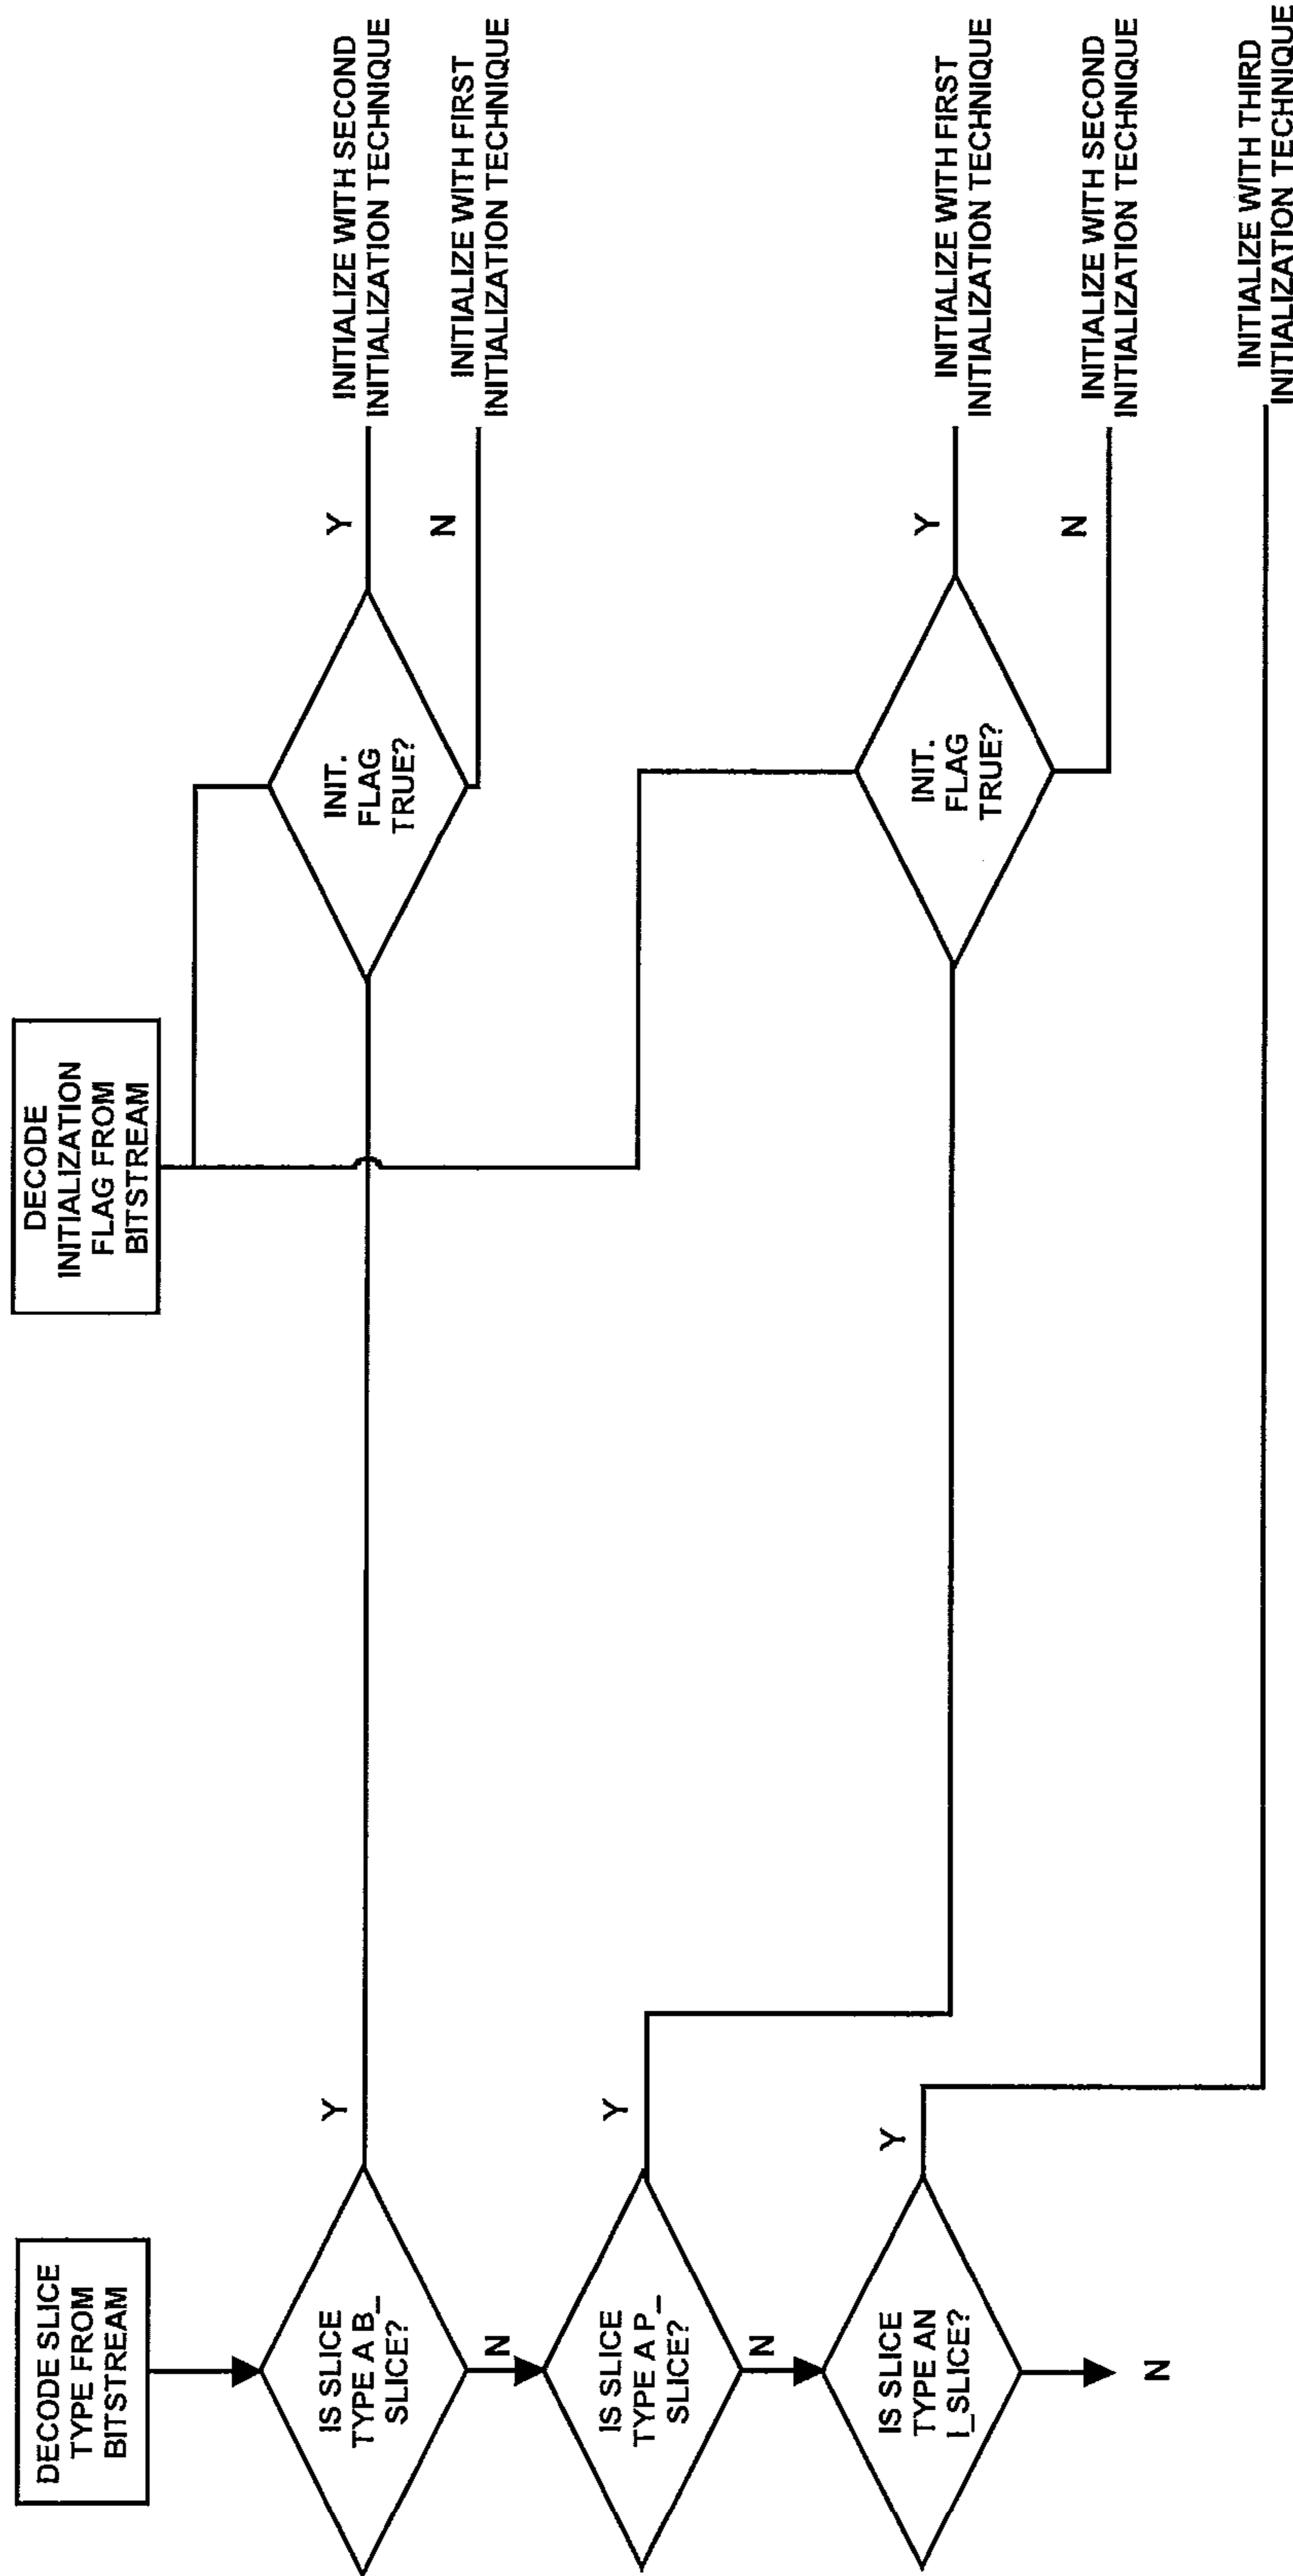 DECODE SLICE
TYPE FROM
BITSTREAM
IS SLICE
TYPE A B_
SLICE?
Y
N
IS SLICE
TYPE A P_
SLICE?
Y
N
IS SLICE
TYPE AN
I_SLICE?
Y
N
DECODE
INITIALIZATION
FLAG FROM
BITSTREAM
INIT.
FLAG
TRUE?
Y
N
INITIALIZE WITH SECOND
INITIALIZATION TECHNIQUE
INITIALIZE WITH FIRST
INITIALIZATION TECHNIQUE
INIT.
FLAG
TRUE?
Y
N
INITIALIZE WITH FIRST
INITIALIZATION TECHNIQUE
INITIALIZE WITH SECOND
INITIALIZATION TECHNIQUE
INITIALIZE WITH THIRD
INITIALIZATION TECHNIQUE